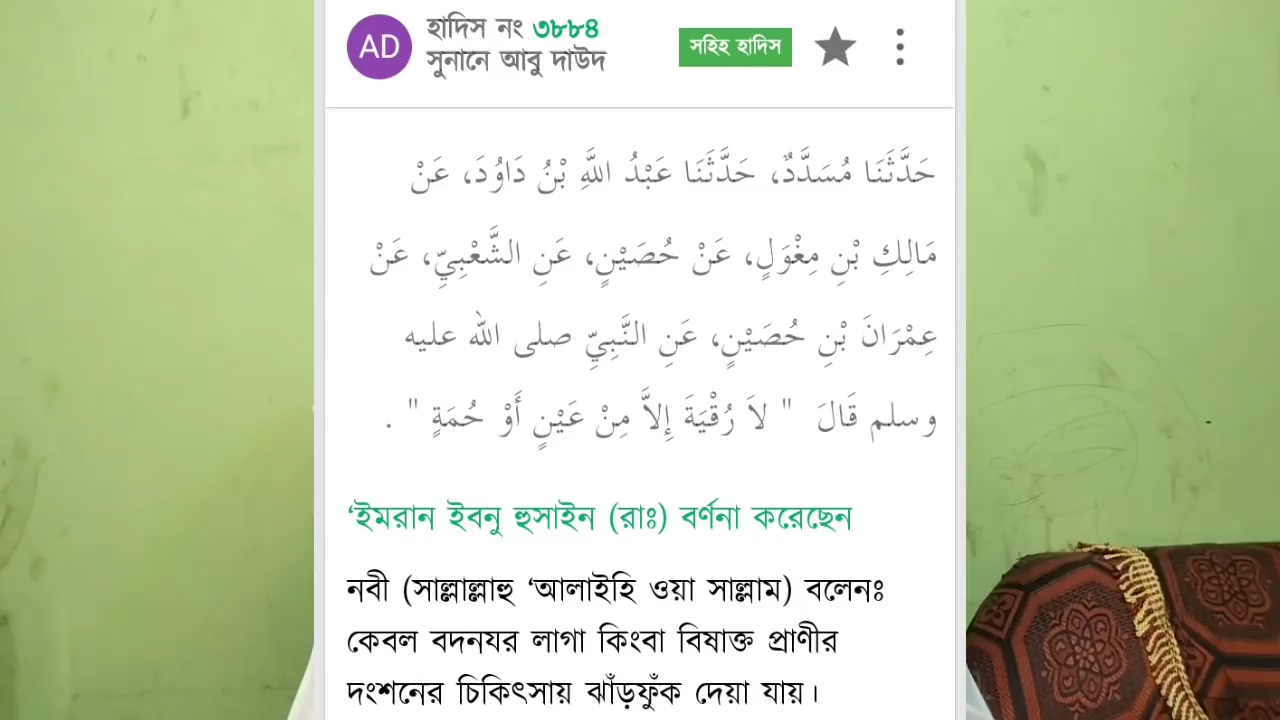 AD
হাদিস নং ৩৮৮৪
সুনানে আবু দাউদ
সহিহ হাদিস
حَدَّثَنَا مُسَدَّدٌ، حَدَّثَنَا عَبْدُ اللَّهِ بْنُ دَاوُدَ، عَنْ
مَالِكِ بْنِ مِغْوَلٍ، عَنْ حُصَيْنٍ، عَنِ الشَّعْبِيِّ، عَنْ
عِمْرَانَ بْنِ حُصَيْنٍ، عَنِ النَّبِيِّ صلى الله عليه
وسلم قَالَ " لاَ رُقْيَةَ إِلاَّ مِنْ عَيْنٍ أَوْ حُمَةٍ " .
‘ইমরান ইবনু হুসাইন (রাঃ) বর্ণনা করেছেন
নবী (সাল্লাল্লাহু ‘আলাইহি ওয়া সাল্লাম) বলেনঃ
কেবল বদনযর লাগা কিংবা বিষাক্ত প্রাণীর
দংশনের চিকিৎসায় ঝাঁড়ফুঁক দেয়া যায়।